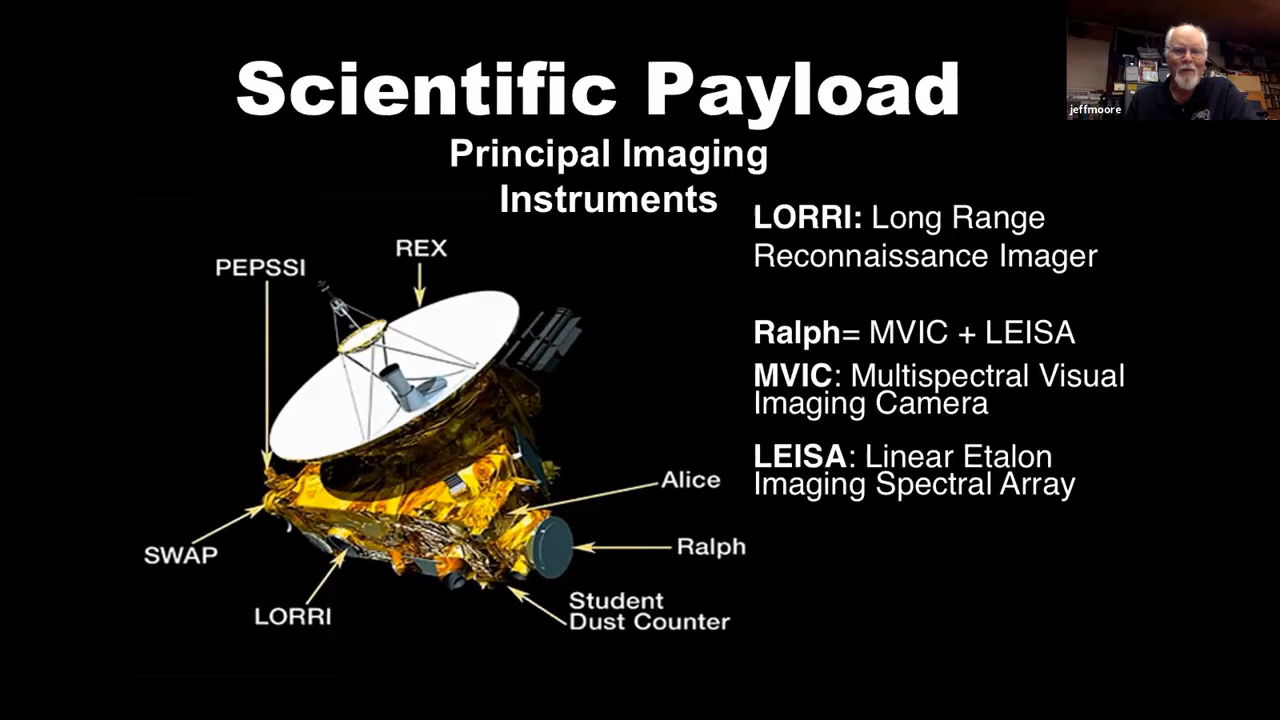 Scientific Payload
Principal Imaging
Instruments
jeffmoore
LORRI: Long Range
Reconnaissance Imager
Ralph= MVIC + LEISA
MVIC: Multispectral Visual
Imaging Camera
LEISA: Linear Etalon
Imaging Spectral Array
REX
PEPSSI
Alice
Ralph
SWAP
LORRI
Student
Dust Counter